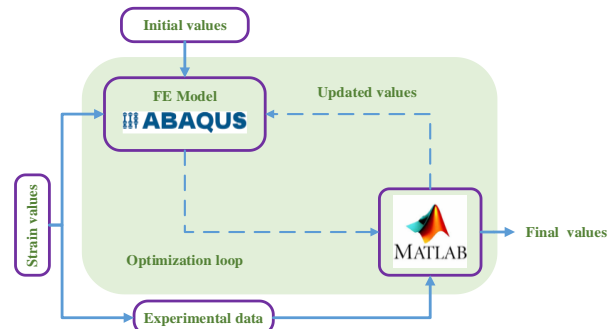 Initial values
FE Model
ABAQUS
Updated values
Strain values
MATLAB
Final values
Optimization loop
Experimental data